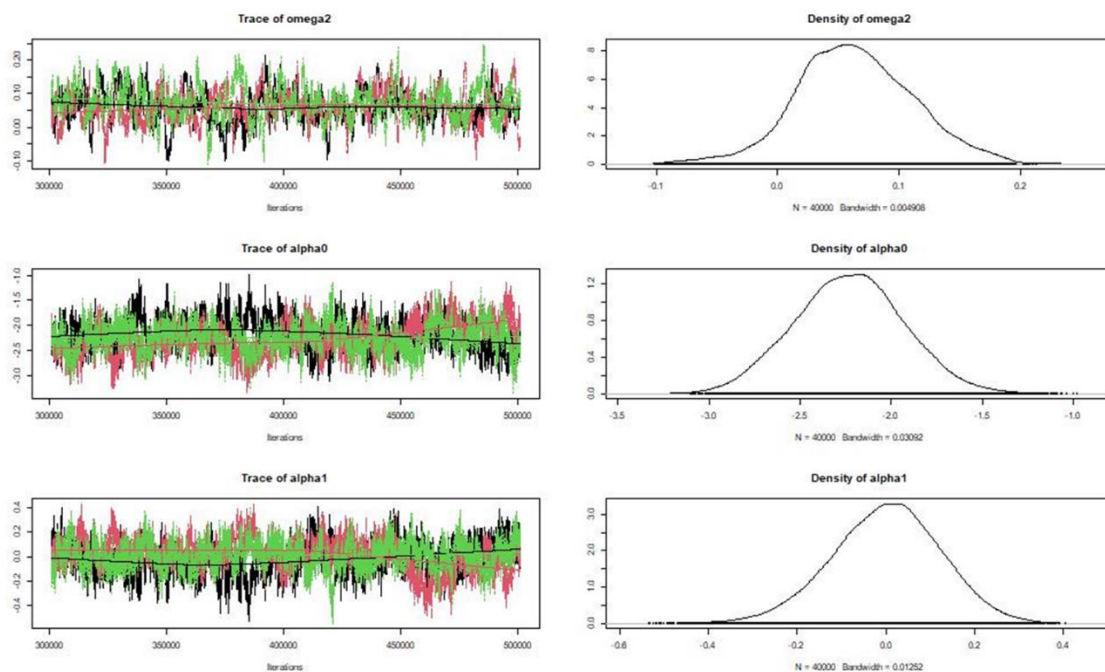 Trace of omega2
Density of omega2
0.20
0.10
0.00
-0.10
300000 350000 400000 450000 500000
Iterations
8
6
4
2
0
-0.1 0.0 0.1 0.2
N = 40000 Bandwidth = 0.004908
Trace of alpha0
Density of alpha0
-1.0
-1.5
-2.0
-2.5
-3.0
300000 350000 400000 450000 500000
Iterations
1.2
0.8
0.4
0.0
-3.5 -3.0 -2.5 -2.0 -1.5 -1.0
N = 40000 Bandwidth = 0.03092
Trace of alpha1
Density of alpha1
0.4
0.2
0.0
-0.2
-0.4
300000 350000 400000 450000 500000
Iterations
3.0
2.0
1.0
0.0
-0.6 -0.4 -0.2 0.0 0.2 0.4
N = 40000 Bandwidth = 0.01252